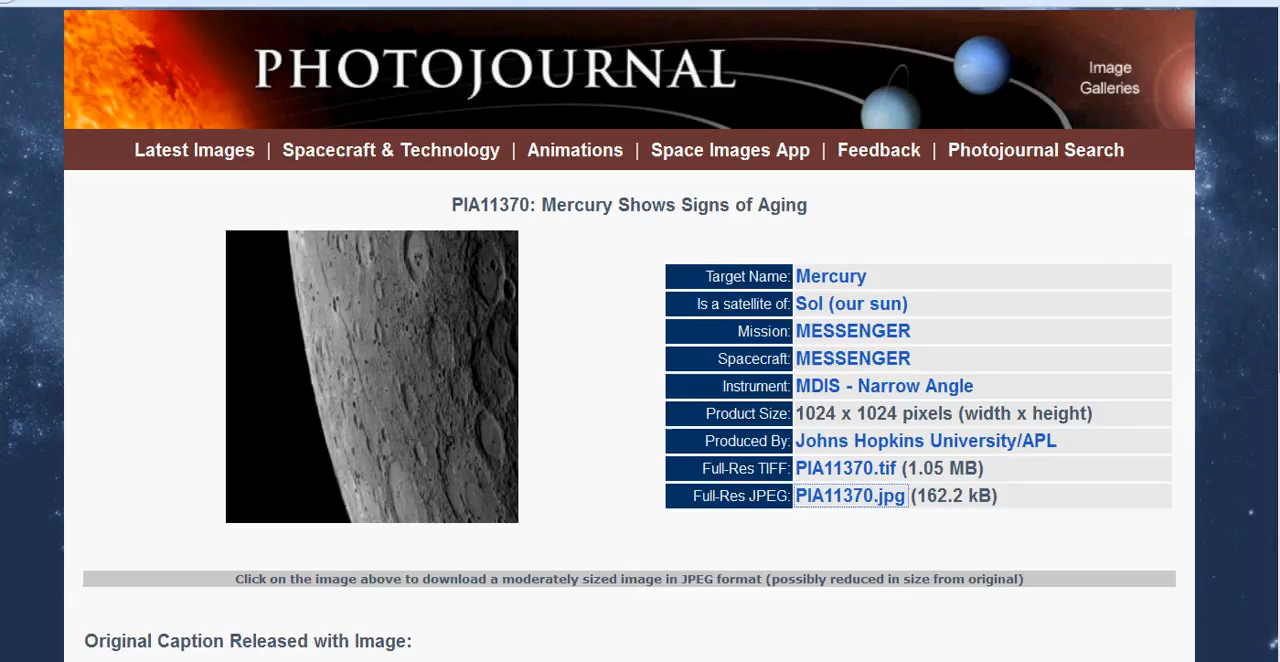 PHOTOJOURNAL
Image
Galleries
Latest Images | Spacecraft & Technology | Animations | Space Images App | Feedback | Photojournal Search
PIA11370: Mercury Shows Signs of Aging
Target Name: Mercury
Is a satellite of: Sol (our sun)
Mission: MESSENGER
Spacecraft: MESSENGER
Instrument: MDIS - Narrow Angle
Product Size: 1024 x 1024 pixels (width x height)
Produced By: Johns Hopkins University/APL
Full-Res TIFF: PIA11370.tif (1.05 MB)
Full-Res JPEG: PIA11370.jpg (162.2 kB)
Click on the image above to download a moderately sized image in JPEG format (possibly reduced in size from original)
Original Caption Released with Image: